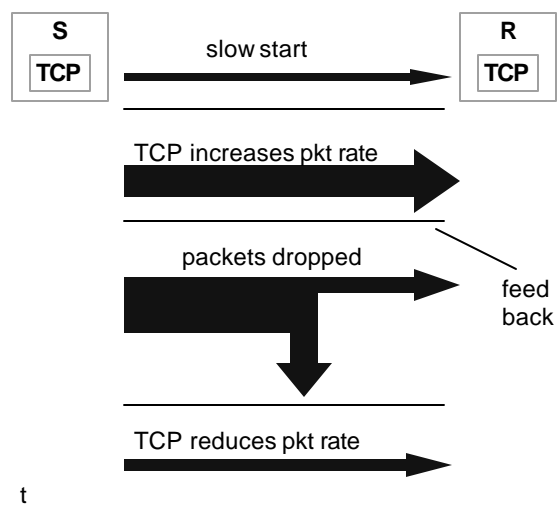 S
R
TCP
TCP
slow start
TCP increases pkt rate
packets dropped
feed
back
TCP reduces pkt rate
t